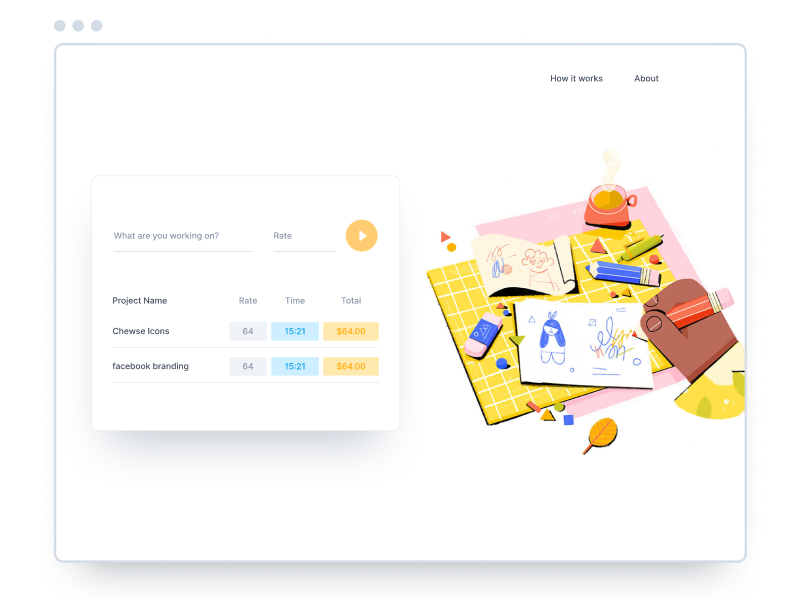 How it works About
What are you working on? Rate
Project Name Rate Time Total
Chewse Icons 64 15:21 $64.00
facebook branding 64 15:21 $64.00